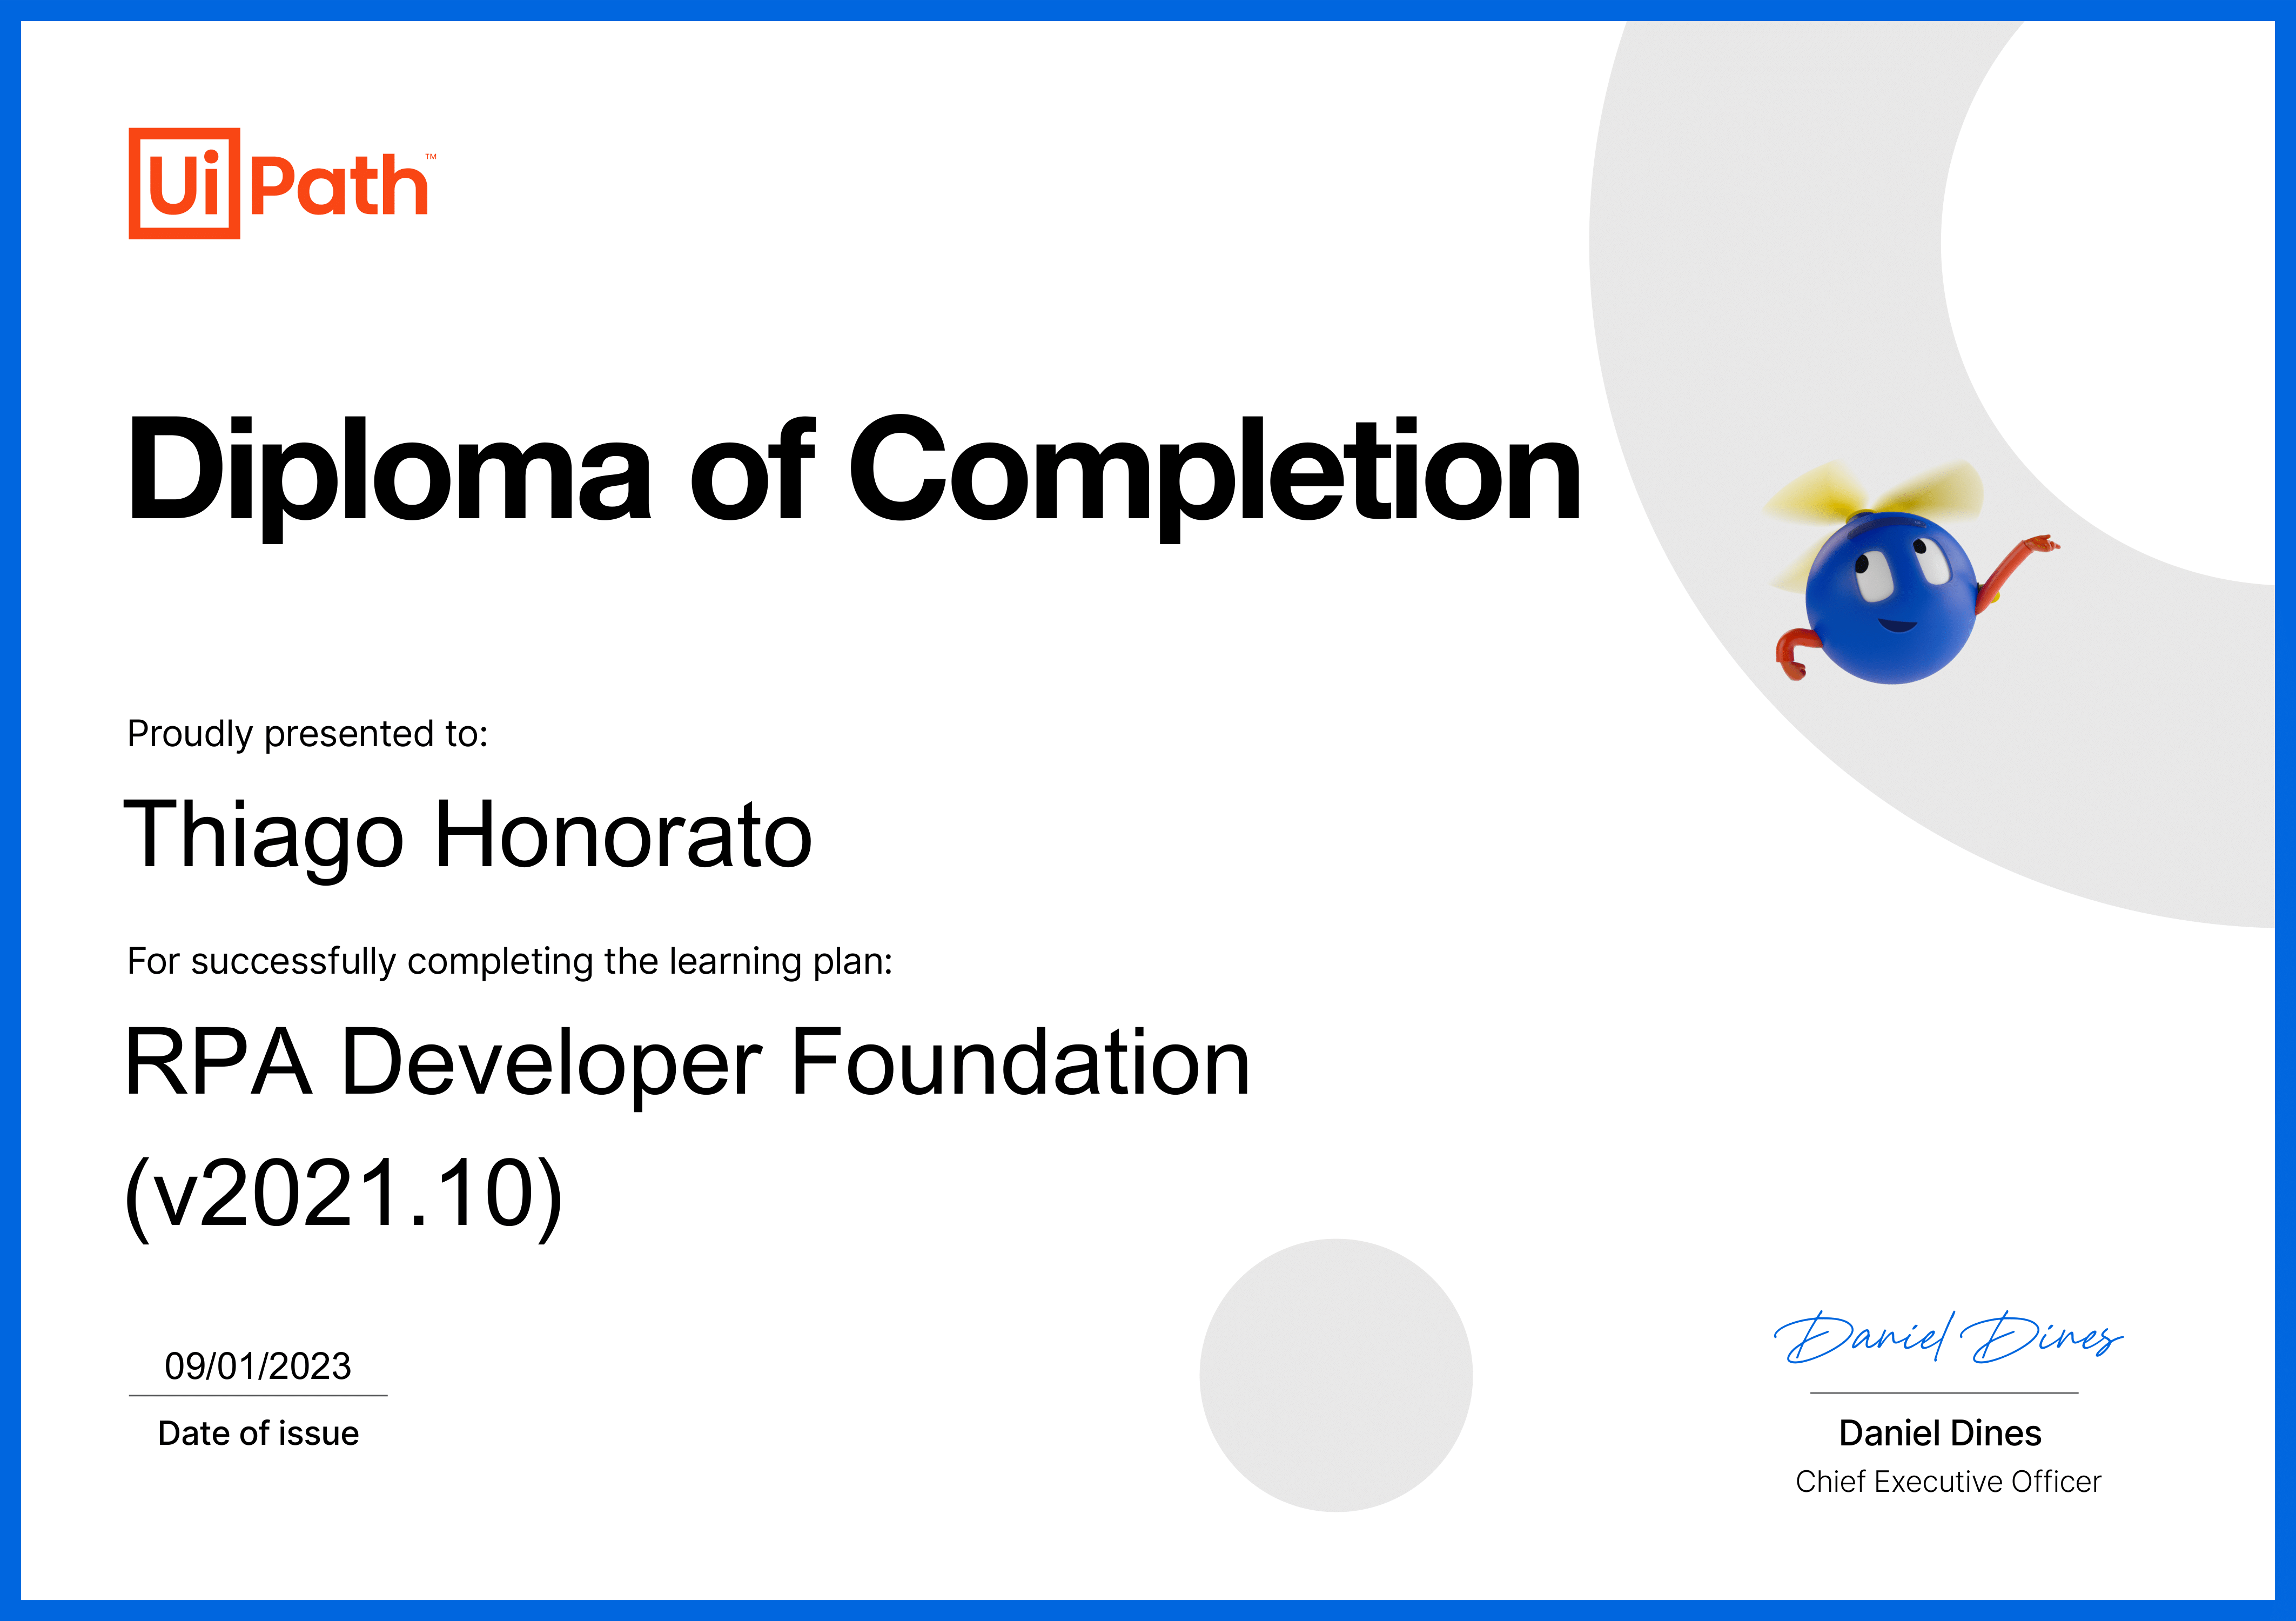 UiPath™
Diploma of Completion
Proudly presented to:
Thiago Honorato
For successfully completing the learning plan:
RPA Developer Foundation
(v2021.10)
09/01/2023
Date of issue
Daniel Dines
Daniel Dines
Chief Executive Officer